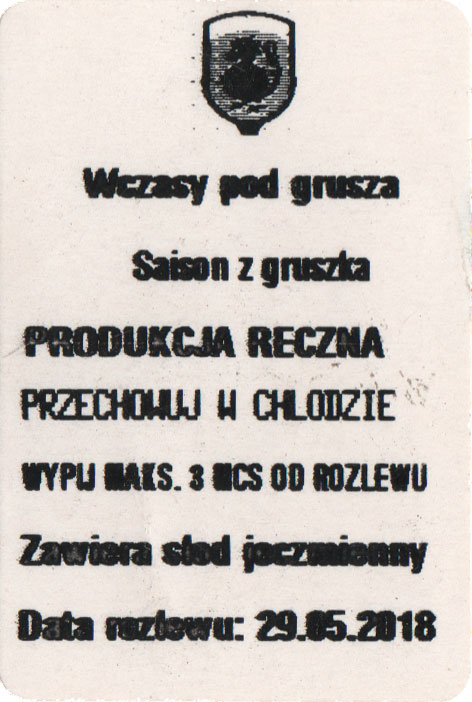 Wczasy pod grusza
Saison z gruszka
PRODUKCJA RECZNA
PRZECHOWUJ W CHLODZIE
WYPIJ MAKS. 3 MCS OD ROZLEWU
Zawiera slod jeczmienny
Data rozlewu: 29.05.2018